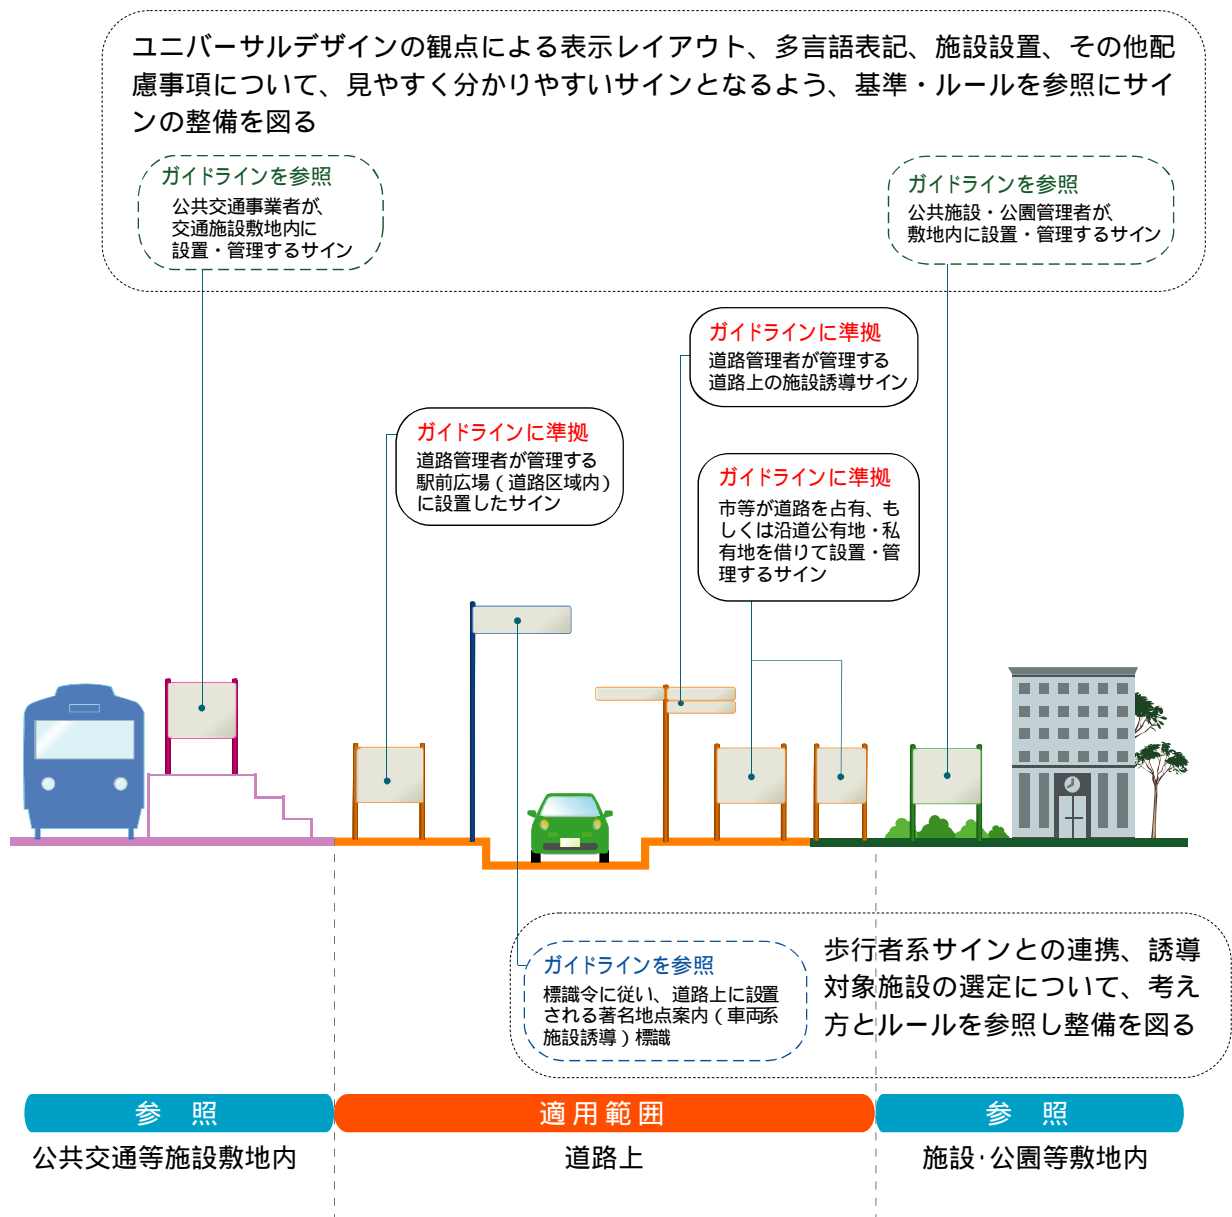 ユニバーサルデザインの観点による表示レイアウト、多言語表記、施設設置、その他配
慮事項について、見やすく分かりやすいサインとなるよう、基準・ルールを参照にサイ
ンの整備を図る
ガイドラインを参照
公共交通事業者が、
交通施設敷地内に
設置・管理するサイン
ガイドラインを参照
公共施設・公園管理者が、
敷地内に設置・管理するサイン
ガイドラインに準拠
道路管理者が管理する
道路上の施設誘導サイン
ガイドラインに準拠
道路管理者が管理する
駅前広場（道路区域内）
に設置したサイン
ガイドラインに準拠
市等が道路を占有、も
しくは沿道公有地・私
有地を借りて設置・管
理するサイン
ガイドラインを参照
標識令に従い、道路上に設置
される著名地点案内（車両系
施設誘導）標識
歩行者系サインとの連携、誘導
対象施設の選定について、考え
方とルールを参照し整備を図る
参　照
適用範囲
参　照
公共交通等施設敷地内
道路上
施設・公園等敷地内